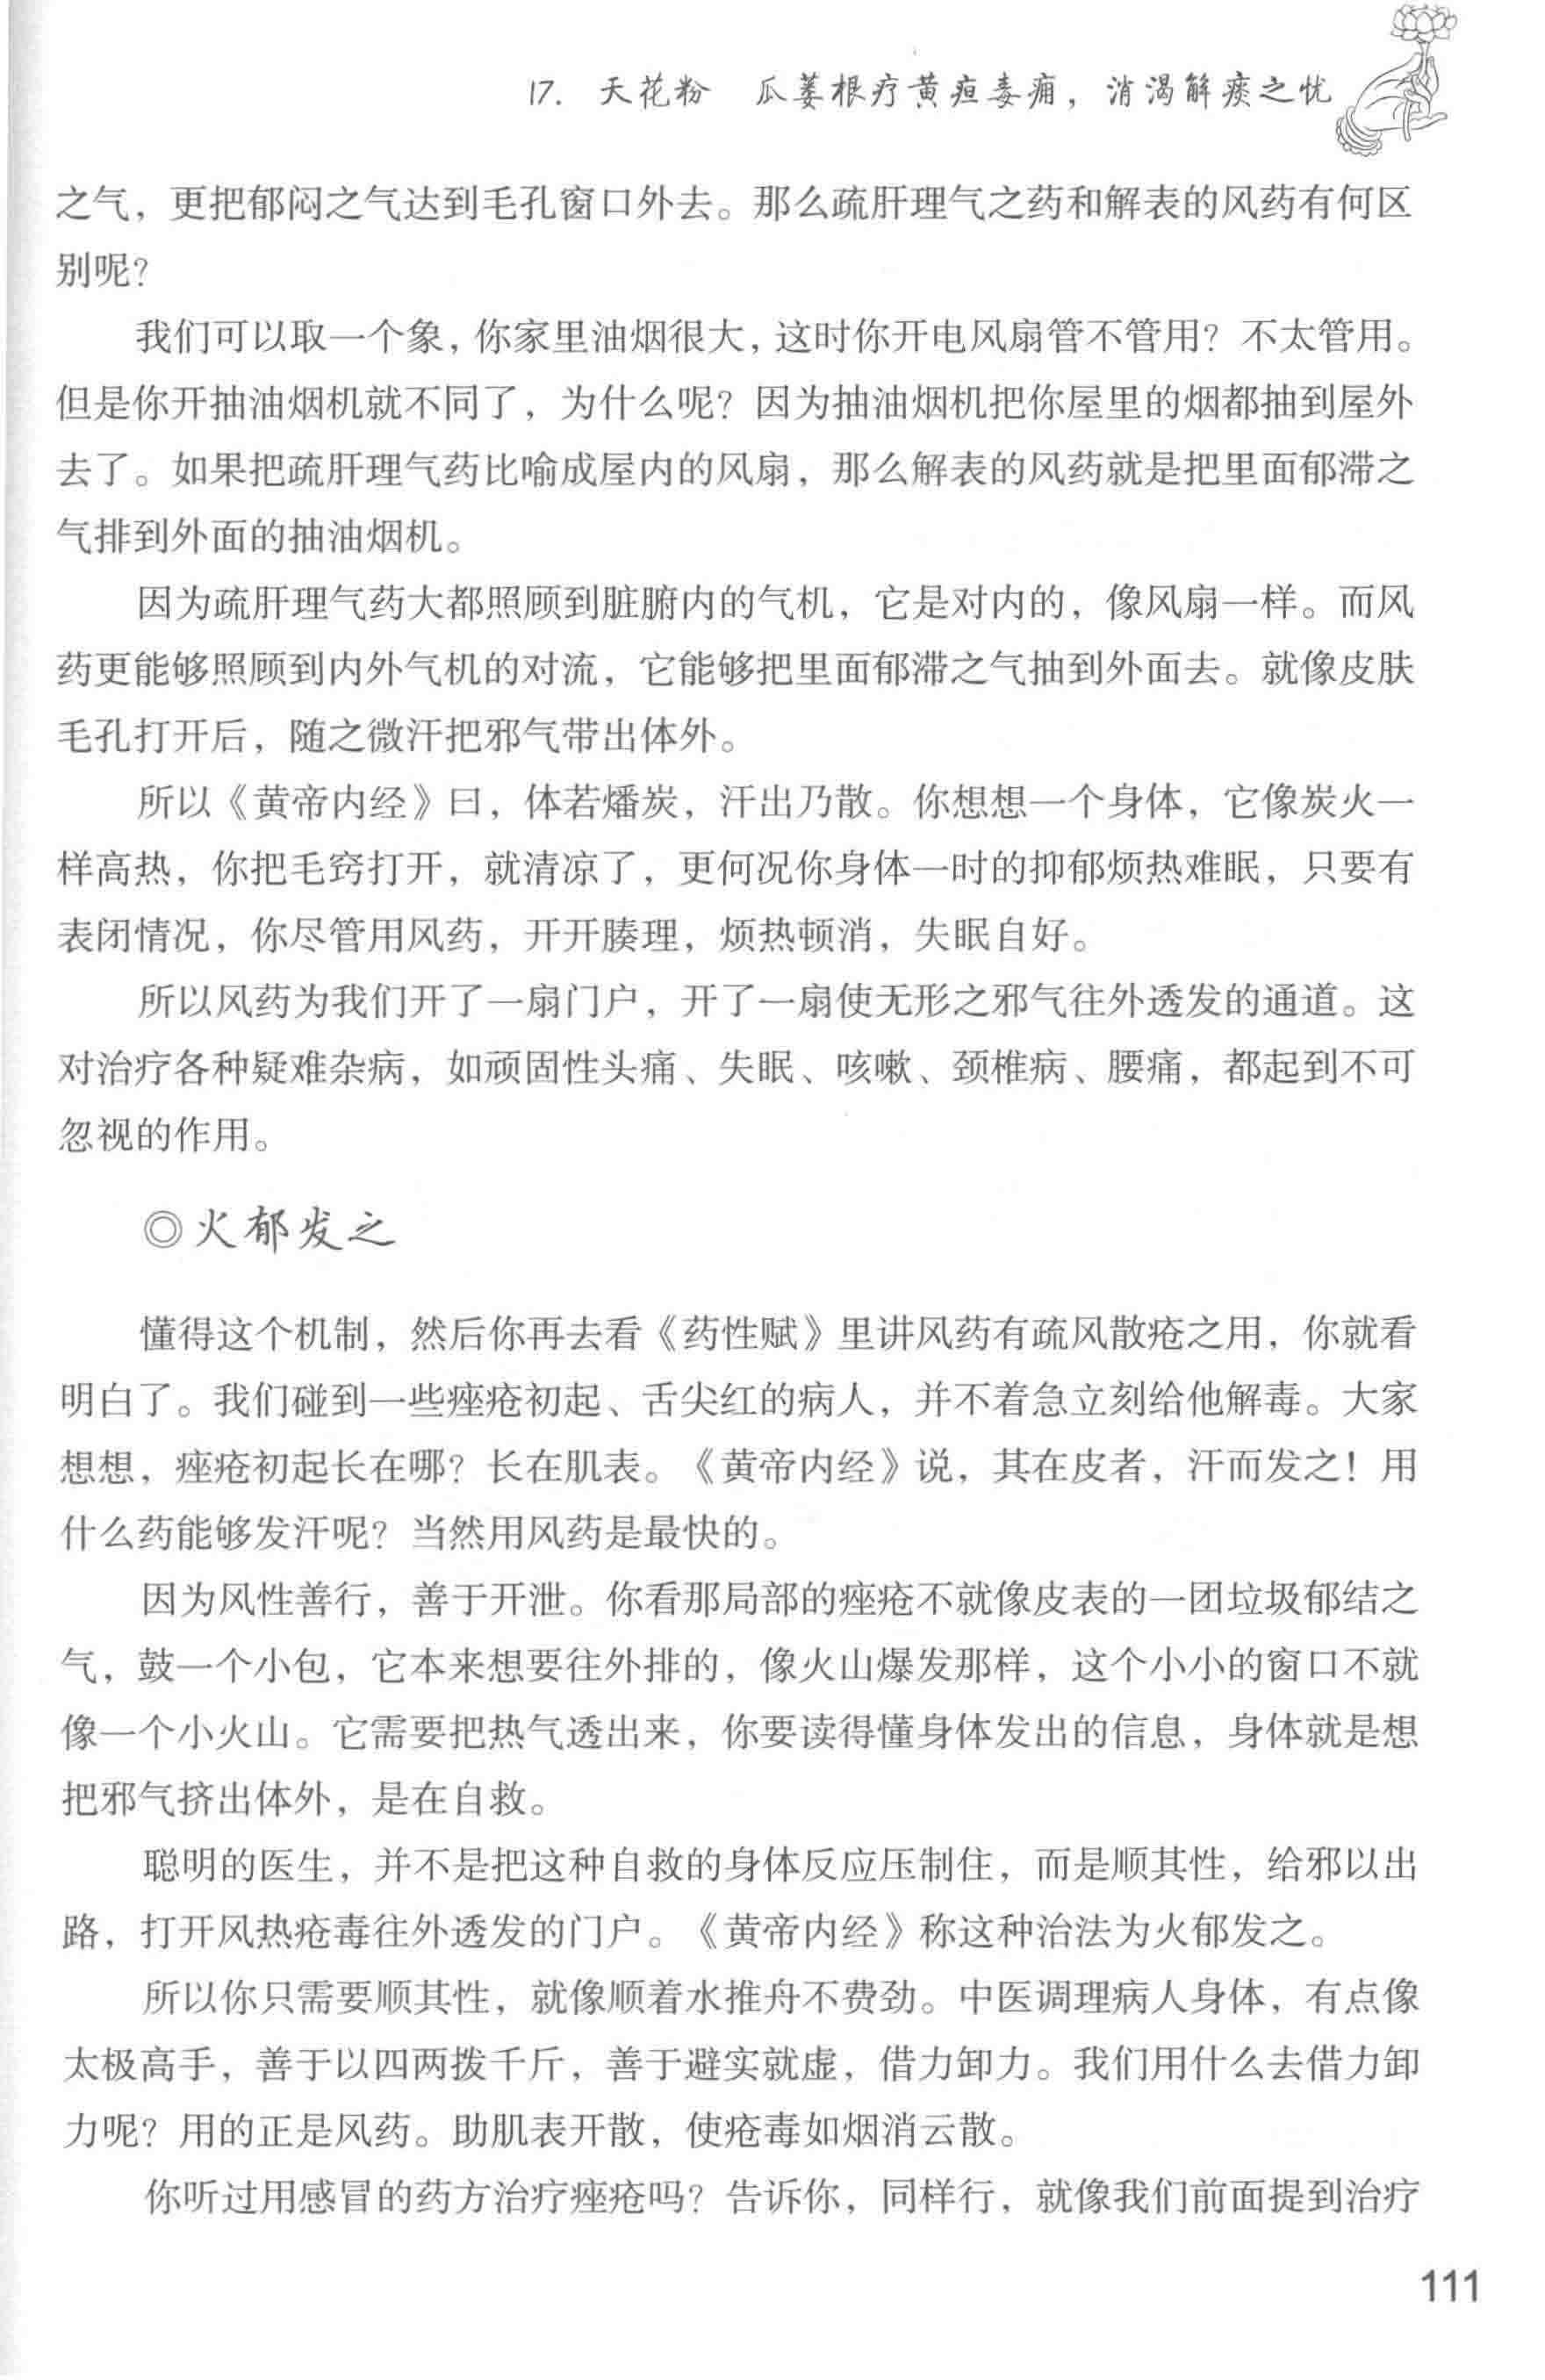 17. 天花粉 瓜蒌根疗黄疸毒痈，消渴解痰之忧
之气，更把郁闷之气达到毛孔窗口外去。那么疏肝理气之药和解表的风药有何区
别呢？
我们可以取一个象，你家里油烟很大，这时你开电风扇管不管用？不太管用。
但是你开抽油烟机就不同了，为什么呢？因为抽油烟机把你屋里的烟都抽到屋外
去了。如果把疏肝理气药比喻成屋内的风扇，那么解表的风药就是把里面郁滞之
气排到外面的抽油烟机。
因为疏肝理气药大都照顾到脏腑内的气机，它是对内的，像风扇一样。而风
药更能够照顾到内外气机的对流，它能够把里面郁滞之气抽到外面去。就像皮肤
毛孔打开后，随之微汗把邪气带出体外。
所以《黄帝内经》曰，体若燔炭，汗出乃散。你想想一个身体，它像炭火一
样高热，你把毛窍打开，就清凉了，更何况你身体一时的抑郁烦热难眠，只要有
表闭情况，你尽管用风药，开开腠理，烦热顿消，失眠自好。
所以风药为我们开了一扇门户，开了一扇使无形之邪气往外透发的通道。这
对治疗各种疑难杂病，如顽固性头痛、失眠、咳嗽、颈椎病、腰痛，都起到不可
忽视的作用。
◎火郁发之
懂得这个机制，然后你再去看《药性赋》里讲风药有疏风散疮之用，你就看
明白了。我们碰到一些痤疮初起、舌尖红的病人，并不着急立刻给他解毒。大家
想想，痤疮初起长在哪？长在肌表。《黄帝内经》说，其在皮者，汗而发之！用
什么药能够发汗呢？当然用风药是最快的。
因为风性善行，善于开泄。你看那局部的痤疮不就像皮表的一团垃圾郁结之
气，鼓一个小包，它本来想要往外排的，像火山爆发那样，这个小小的窗口不就
像一个小火山。它需要把热气透出来，你要读得懂身体发出的信息，身体就是想
把邪气挤出体外，是在自救。
聪明的医生，并不是把这种自救的身体反应压制住，而是顺其性，给邪以出
路，打开风热疮毒往外透发的门户。《黄帝内经》称这种治法为火郁发之。
所以你只需要顺其性，就像顺着水推舟不费劲。中医调理病人身体，有点像
太极高手，善于以四两拨千斤，善于避实就虚，借力卸力。我们用什么去借力卸
力呢？用的正是风药。助肌表开散，使疮毒如烟消云散。
你听过用感冒的药方治疗痤疮吗？告诉你，同样行，就像我们前面提到治疗
111